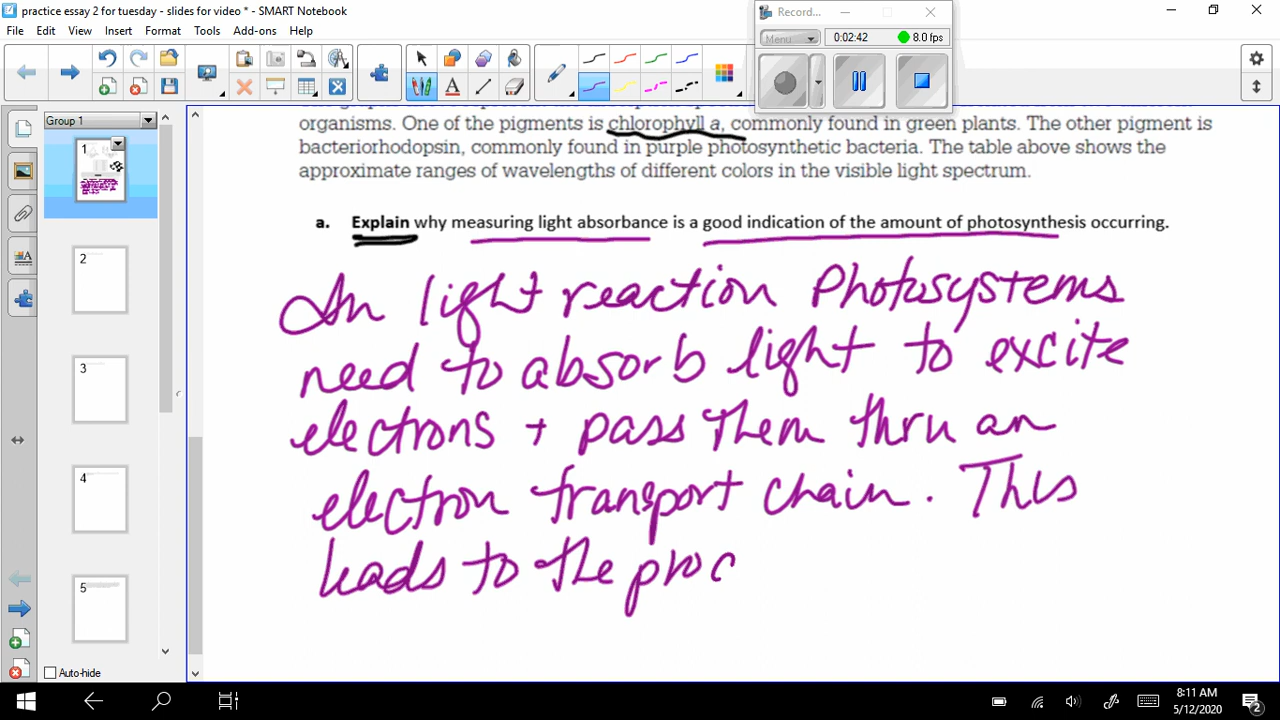 practice essay 2 for tuesday - slides for video * - SMART Notebook
Record...
File Edit View Insert Format Tools Add-ons Help
Menu
0:02:42
8.0 fps
Group 1
1
2
3
4
5
Auto-hide
organisms. One of the pigments is chlorophyll a, commonly found in green plants. The other pigment is
bacteriorhodopsin, commonly found in purple photosynthetic bacteria. The table above shows the
approximate ranges of wavelengths of different colors in the visible light spectrum.
a. Explain why measuring light absorbance is a good indication of the amount of photosynthesis occurring.
In light reaction Photosystems
need to absorb light to excite
electrons + pass them thru an
electron transport chain. This
leads to the proc
8:11 AM
5/12/2020
2